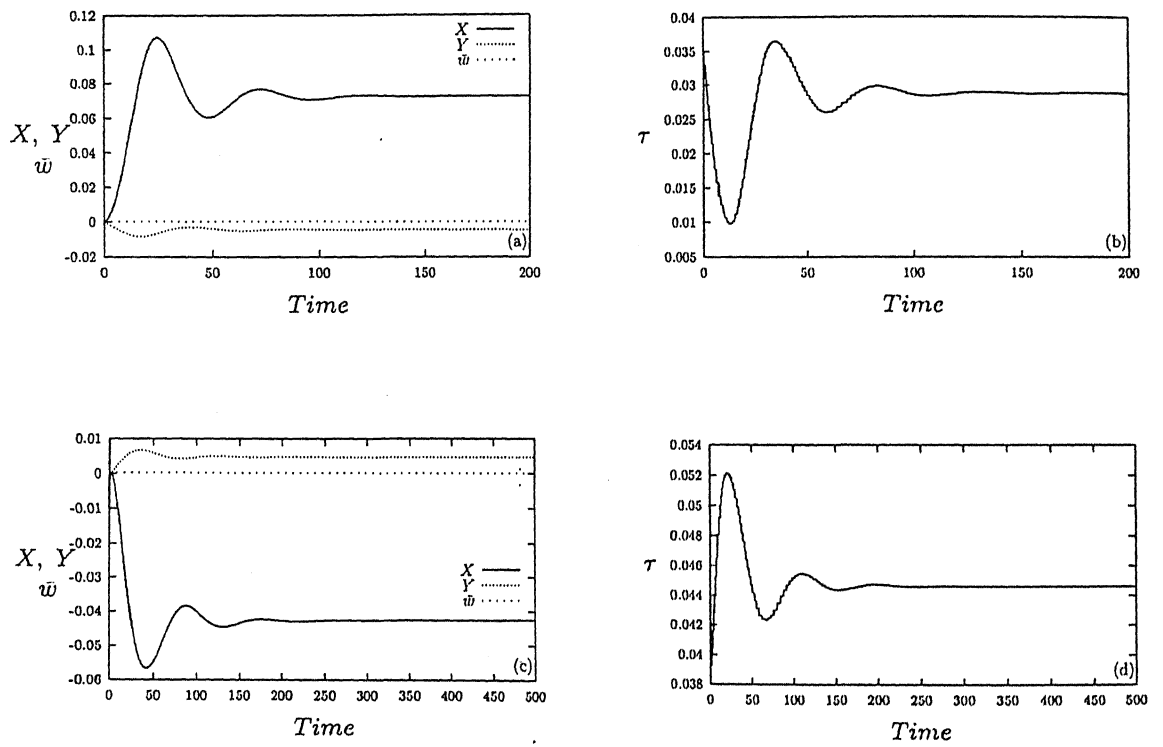 0.12
0.1
0.08
0.06
0.04
0.02
0
-0.02
X, Y
w̄
X
Y
w̄
(a)
0 50 100 150 200
Time
0.04
0.035
0.03
0.025
0.02
0.015
0.01
0.005
τ
(b)
0 50 100 150 200
Time
0.01
0
-0.01
-0.02
-0.03
-0.04
-0.05
-0.06
X, Y
w̄
X
Y
w̄
(c)
0 50 100 150 200 250 300 350 400 450 500
Time
0.054
0.052
0.05
0.048
0.046
0.044
0.042
0.04
0.038
τ
(d)
0 50 100 150 200 250 300 350 400 450 500
Time